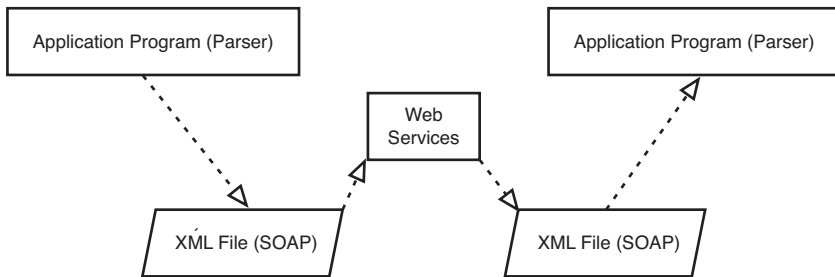 Application Program (Parser)
Application Program (Parser)
Web
Services
XML File (SOAP)
XML File (SOAP)